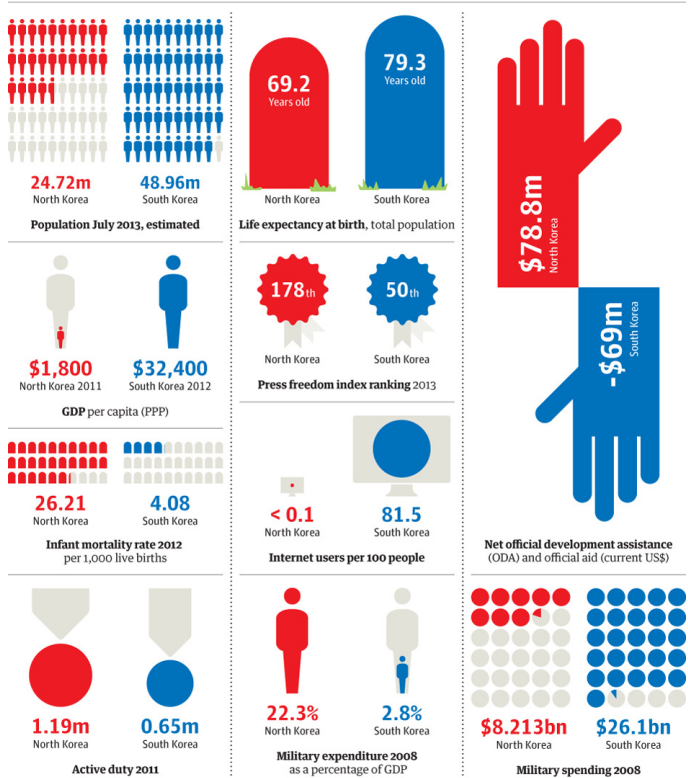 24.72m
North Korea
48.96m
South Korea
Population July 2013, estimated
69.2
Years old
79.3
Years old
North Korea
South Korea
Life expectancy at birth, total population
$78.8m
North Korea
-$69m
South Korea
Net official development assistance
(ODA) and official aid (current US$)
$1,800
North Korea 2011
$32,400
South Korea 2012
GDP per capita (PPP)
178th
50th
North Korea
South Korea
Press freedom index ranking 2013
26.21
North Korea
4.08
South Korea
Infant mortality rate 2012
per 1,000 live births
< 0.1
North Korea
81.5
South Korea
Internet users per 100 people
1.19m
North Korea
0.65m
South Korea
Active duty 2011
22.3%
North Korea
2.8%
South Korea
Military expenditure 2008
as a percentage of GDP
$8.213bn
North Korea
$26.1bn
South Korea
Military spending 2008